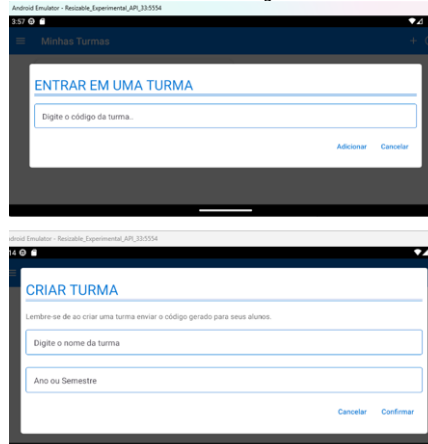 Android Emulator - Resizable_Experimental_API_33:5554
3:57
Minhas Turmas
ENTRAR EM UMA TURMA
Digite o código da turma..
Adicionar Cancelar
Android Emulator - Resizable_Experimental_API_33:5554
14
CRIAR TURMA
Lembre-se de ao criar uma turma enviar o código gerado para seus alunos.
Digite o nome da turma
Ano ou Semestre
Cancelar Confirmar